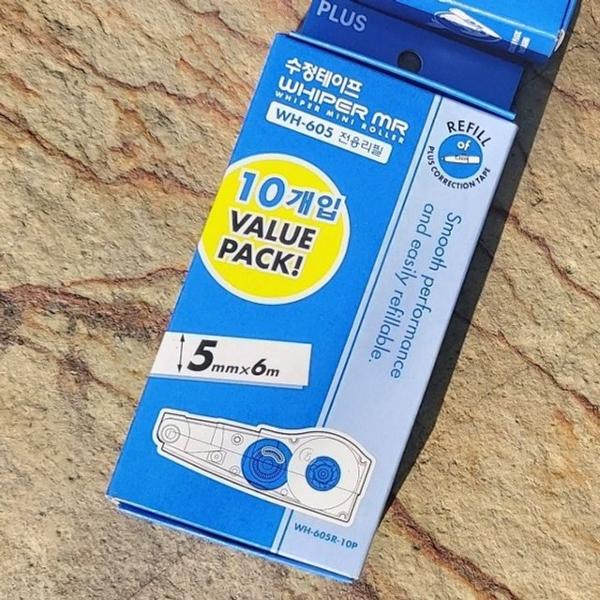 PLUS
수정테이프
WHIPER MR
WHIPER MINI ROLLER
WH-605 전용리필
REFILL
of
PLUS CORRECTION TAPE
10개입
VALUE
PACK!
Smooth performance
and easily refillable.
5mm×6m
WH-605R-10P